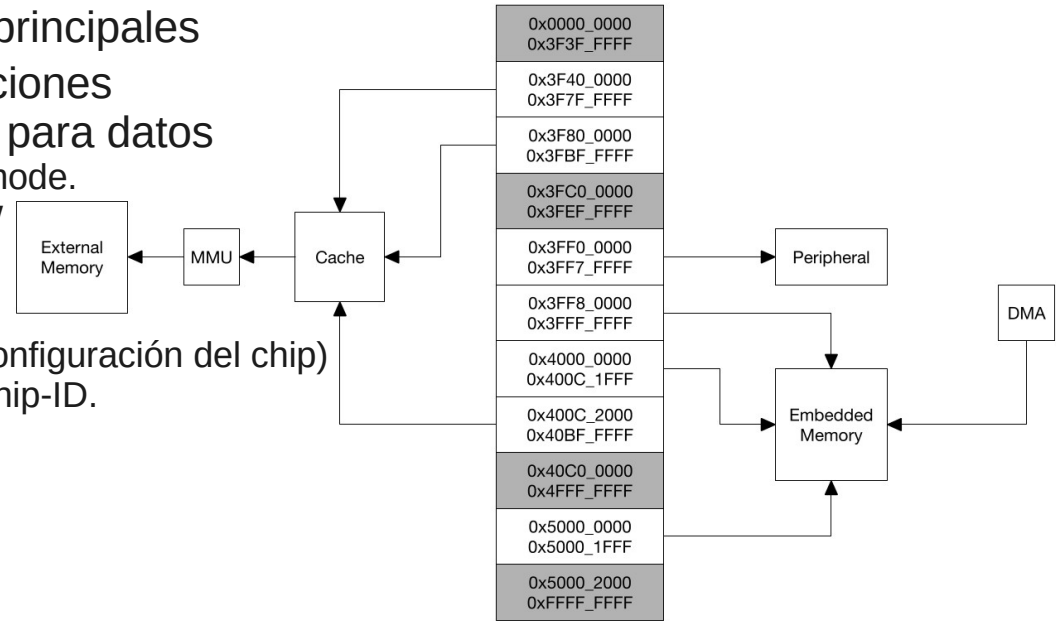 principales
ciones
para datos
node.
External
Memory
MMU
Cache
onfiguración del chip)
hip-ID.
0x0000_0000
0x3F3F_FFFF
0x3F40_0000
0x3F7F_FFFF
0x3F80_0000
0x3FBF_FFFF
0x3FC0_0000
0x3FEF_FFFF
0x3FF0_0000
0x3FF7_FFFF
0x3FF8_0000
0x3FFF_FFFF
0x4000_0000
0x400C_1FFF
0x400C_2000
0x40BF_FFFF
0x40C0_0000
0x4FFF_FFFF
0x5000_0000
0x5000_1FFF
0x5000_2000
0xFFFF_FFFF
Peripheral
DMA
Embedded
Memory